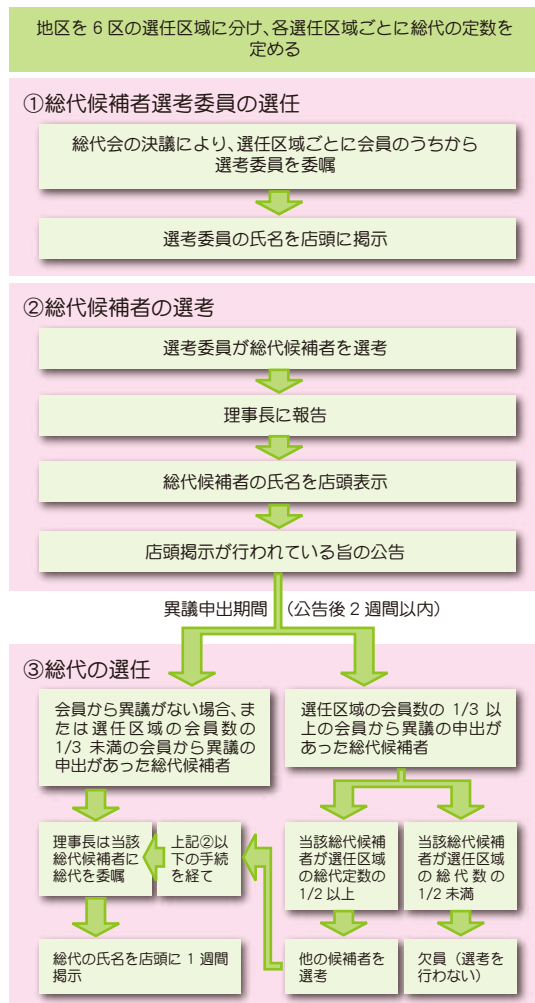 地区を 6 区の選任区域に分け、各選任区域ごとに総代の定数を
定める
①総代候補者選考委員の選任
総代会の決議により、選任区域ごとに会員のうちから
選考委員を委嘱
選考委員の氏名を店頭に掲示
②総代候補者の選考
選考委員が総代候補者を選考
理事長に報告
総代候補者の氏名を店頭表示
店頭掲示が行われている旨の公告
異議申出期間 （公告後 2 週間以内）
③総代の選任
会員から異議がない場合、ま
たは選任区域の会員数の
1/3 未満の会員から異議の
申出があった総代候補者
選任区域の会員数の 1/3 以
上の会員から異議の申出が
あった総代候補者
理事長は当該
総代候補者に
総代を委嘱
上記②以
下の手続
を経て
当該総代候補
者が選任区域
の総代定数の
1/2 以上
当該総代候補
者が選任区域
の総代数の
1/2 未満
総代の氏名を店頭に 1 週間
掲示
他の候補者を
選考
欠員（選考を
行わない）